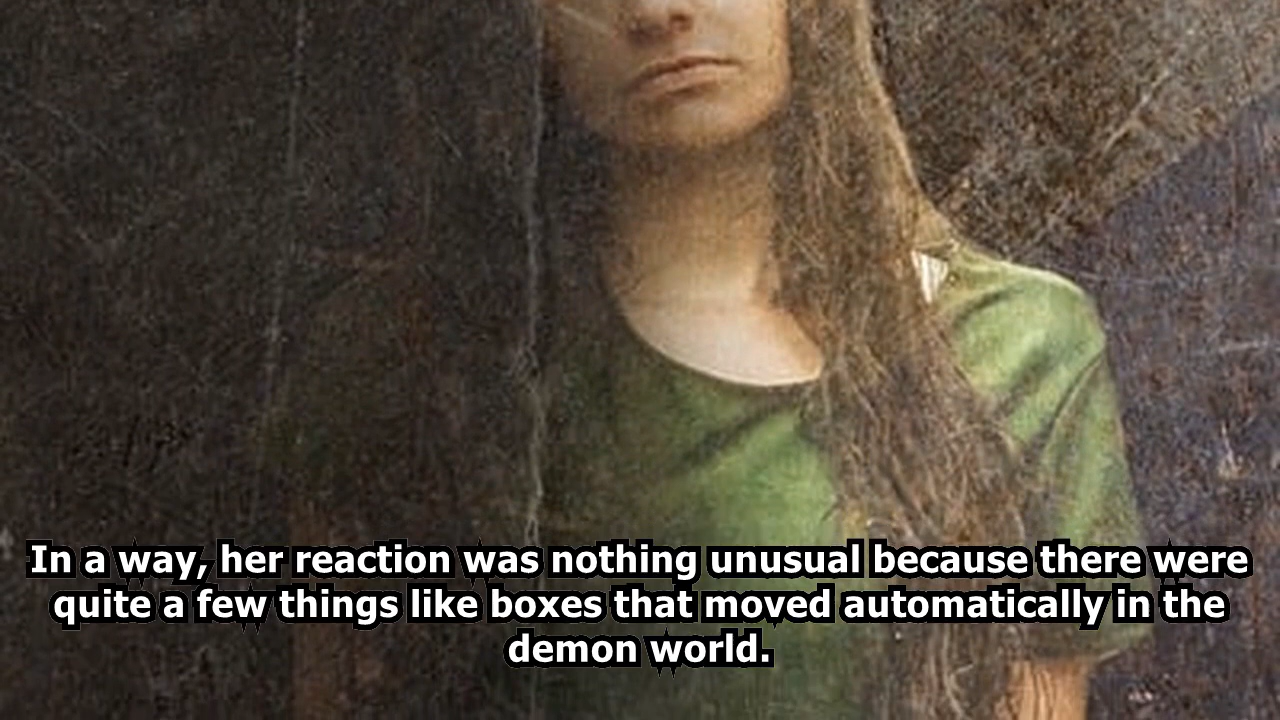 In a way, her reaction was nothing unusual because there were
quite a few things like boxes that moved automatically in the
demon world.